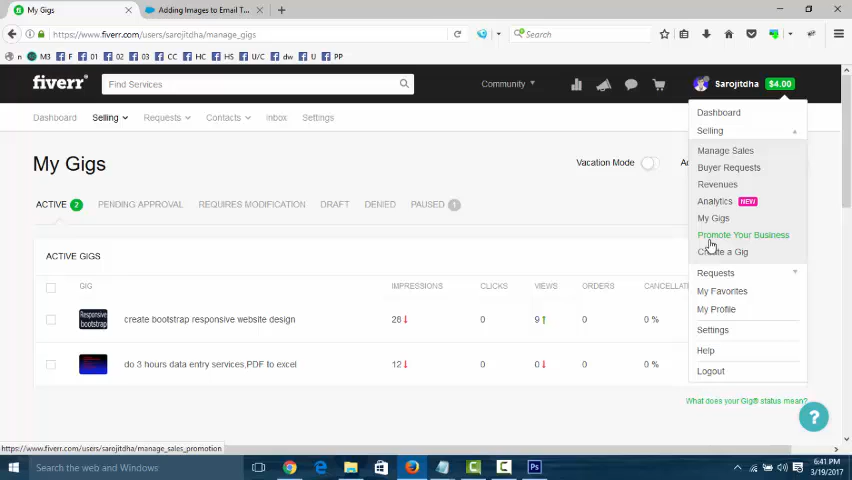 My Gigs
Adding Images to Email T...
https://www.fiverr.com/users/sarojitdha/manage_gigs
Search
n M3 01 02 03 CC HC HS U/C dw U PP
fiverr
Find Services
Community
Sarojitdha $4.00
Dashboard Selling Requests Contacts Inbox Settings
My Gigs
Vacation Mode
ACTIVE 2 PENDING APPROVAL REQUIRES MODIFICATION DRAFT DENIED PAUSED 1
ACTIVE GIGS
GIG IMPRESSIONS CLICKS VIEWS ORDERS CANCELLAT
Responsive bootstrap create bootstrap responsive website design 28 0 9 0 0 %
do 3 hours data entry services,PDF to excel 12 0 0 0 0 %
Dashboard
Selling
Manage Sales
Buyer Requests
Revenues
Analytics NEW
My Gigs
Promote Your Business
Create a Gig
Requests
My Favorites
My Profile
Settings
Help
Logout
What does your Gig® status mean?
?
https://www.fiverr.com/users/sarojitdha/manage_sales_promotion
Search the web and Windows
6:41 PM
3/19/2017